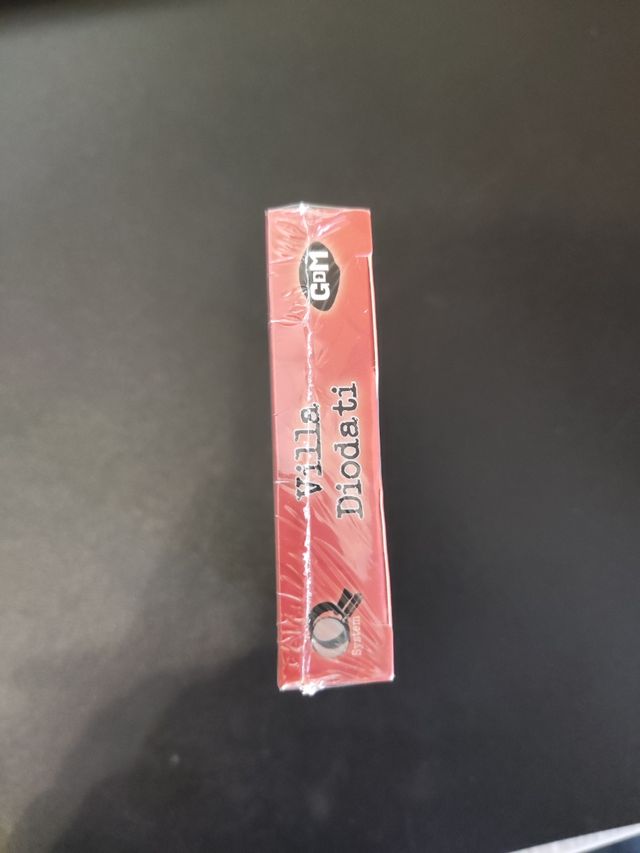 GDM
Villa
Diodati
Q
System